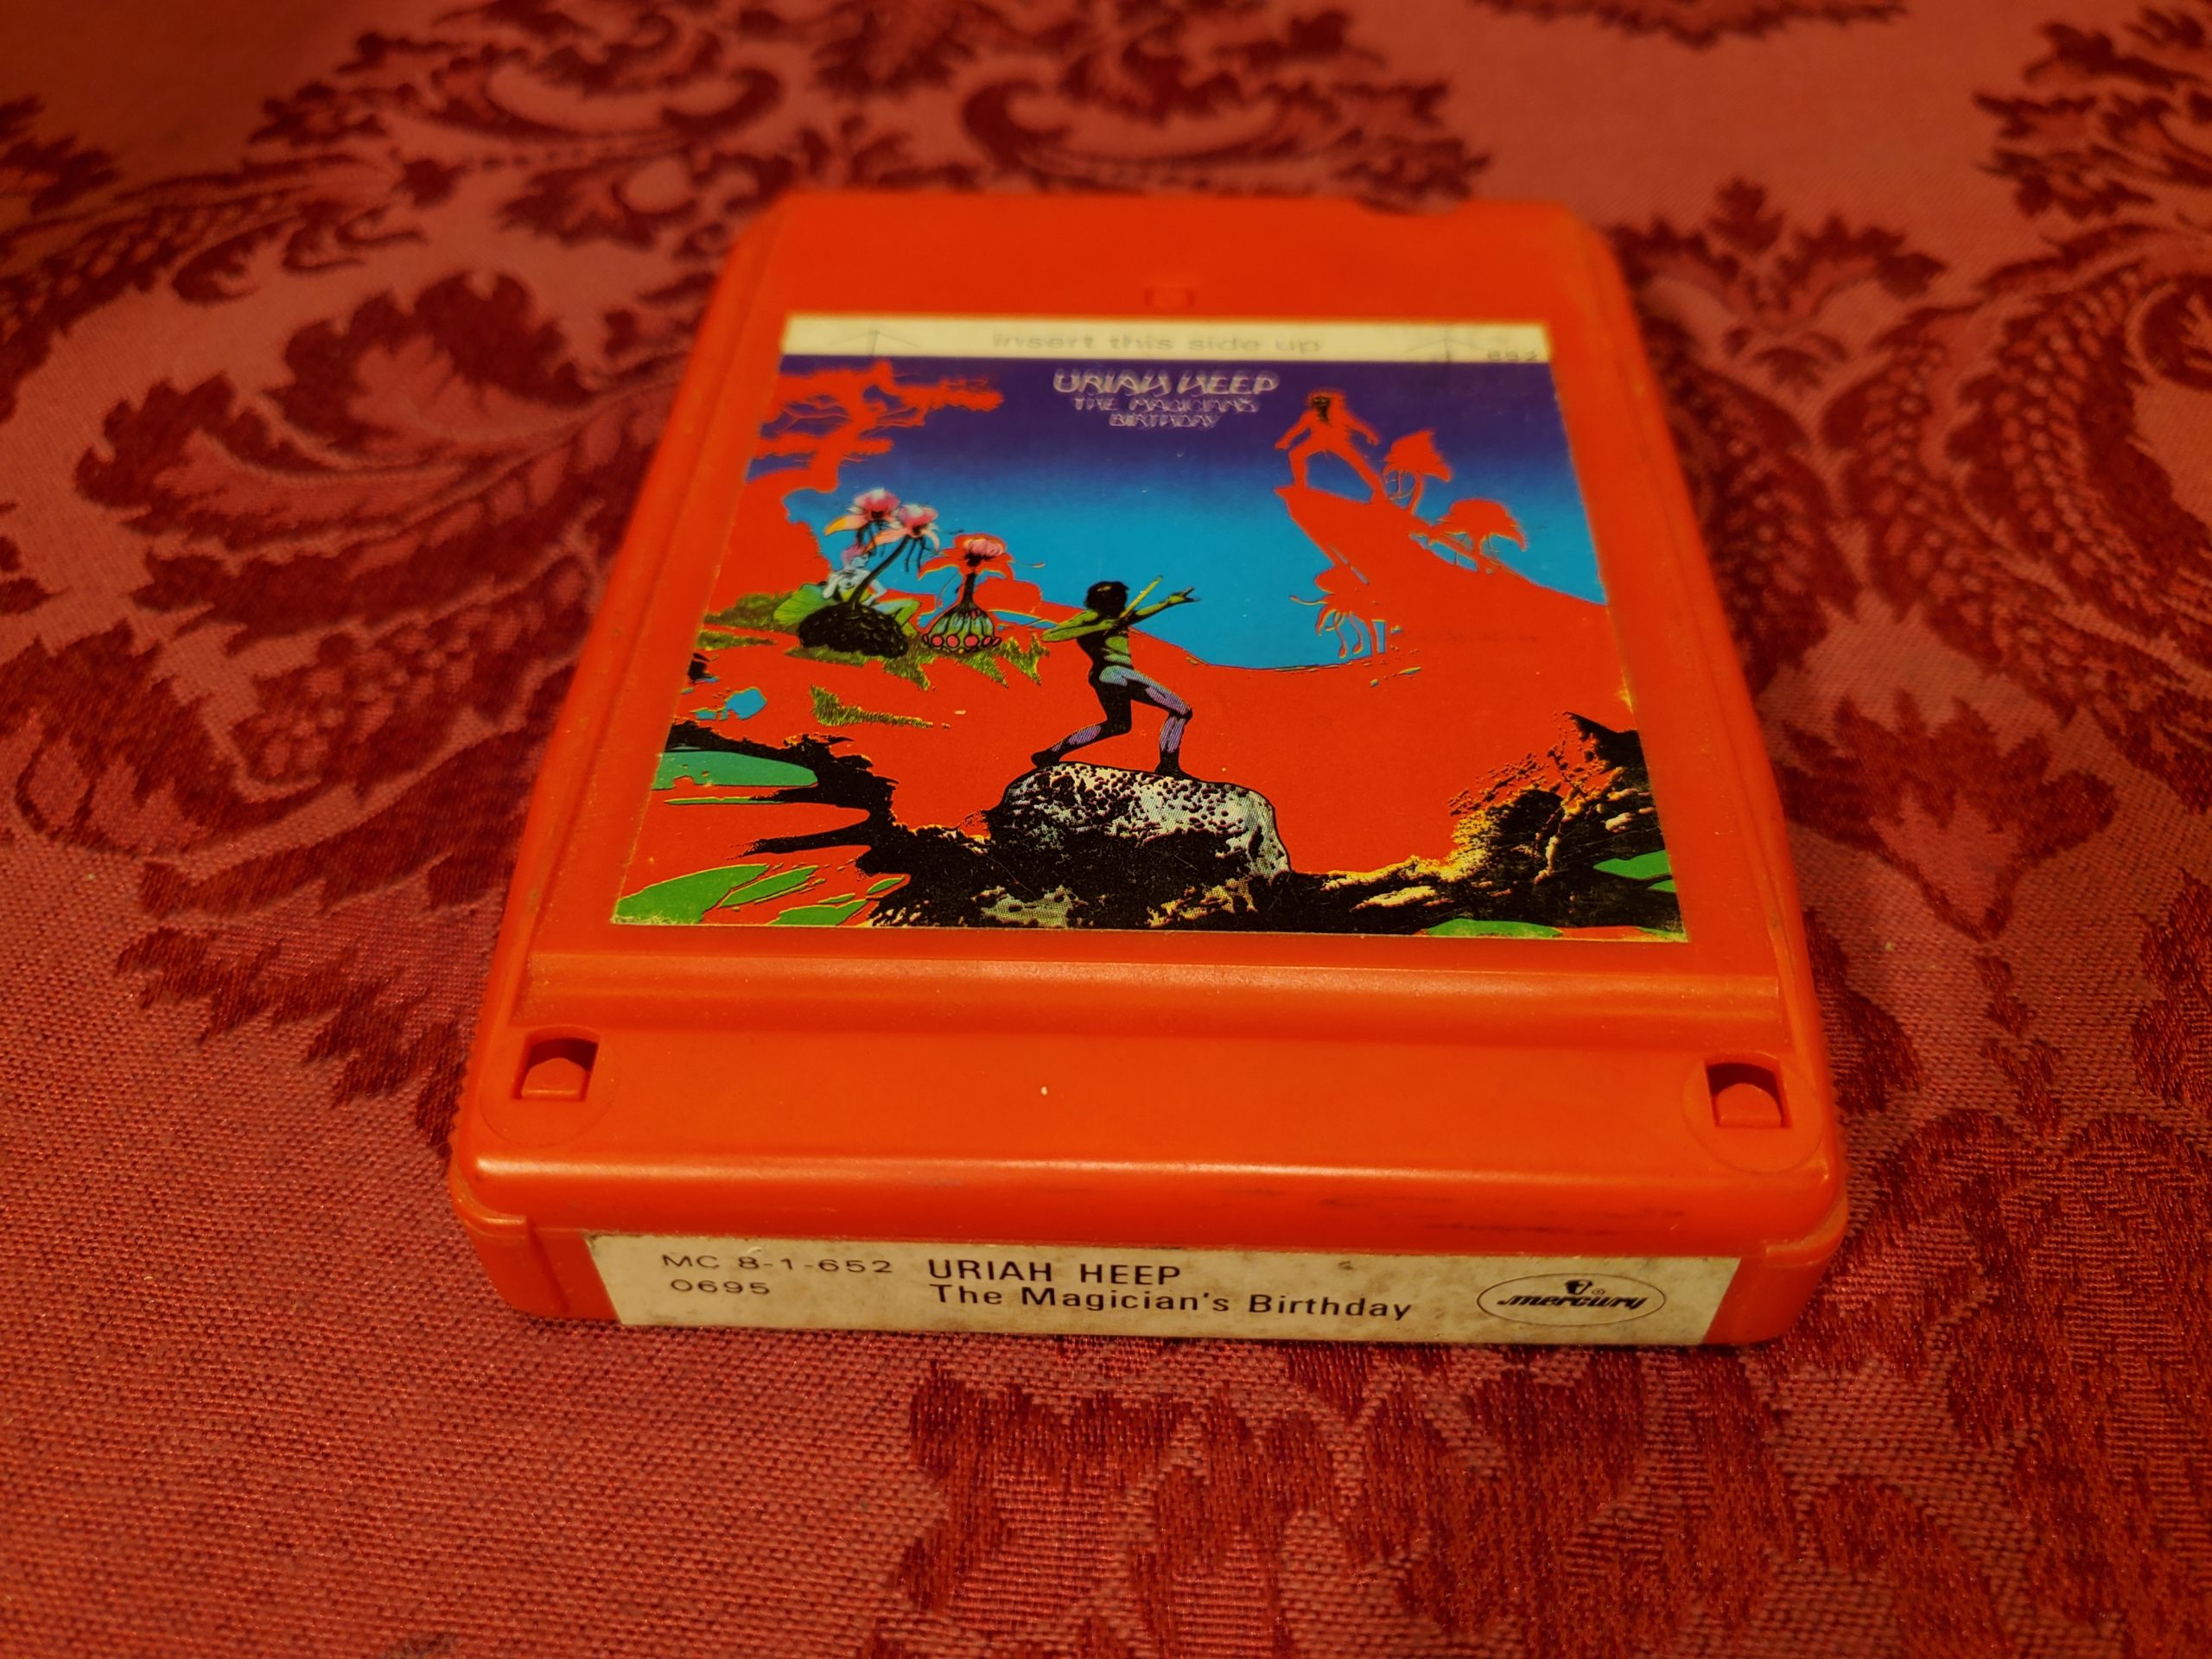 insert this side up
652
URIAH HEEP
THE MAGICIANS
BIRTHDAY
MC 8-1-652 URIAH HEEP
0695 The Magician's Birthday
mercury ®